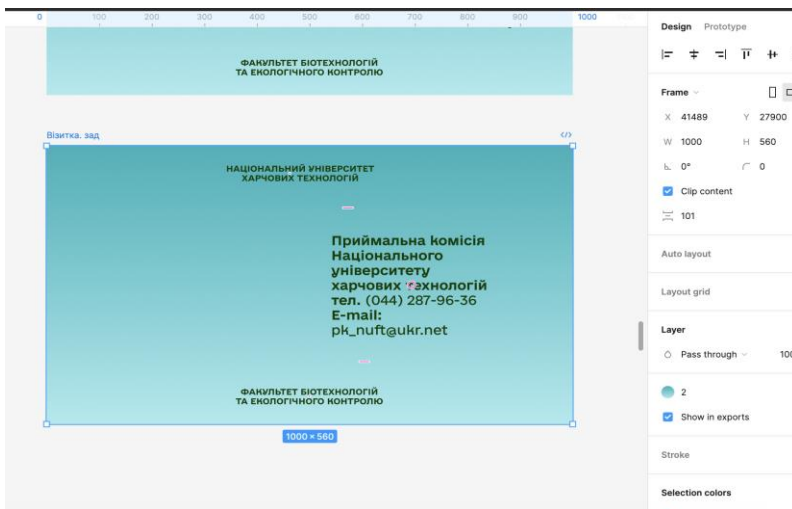 0 100 200 300 400 500 600 700 800 900 1000
Design Prototype
ФАКУЛЬТЕТ БІОТЕХНОЛОГІЙ
ТА ЕКОЛОГІЧНОГО КОНТРОЛЮ
Візитка. зад
НАЦІОНАЛЬНИЙ УНІВЕРСИТЕТ
ХАРЧОВИХ ТЕХНОЛОГІЙ
Приймальна комісія
Національного
університету
харчових технологій
тел. (044) 287-96-36
E-mail:
pk_nuft@ukr.net
ФАКУЛЬТЕТ БІОТЕХНОЛОГІЙ
ТА ЕКОЛОГІЧНОГО КОНТРОЛЮ
1000 × 560
Frame
X 41489 Y 27900
W 1000 H 560
0° 0
Clip content
101
Auto layout
Layout grid
Layer
Pass through
2
Show in exports
Stroke
Selection colors